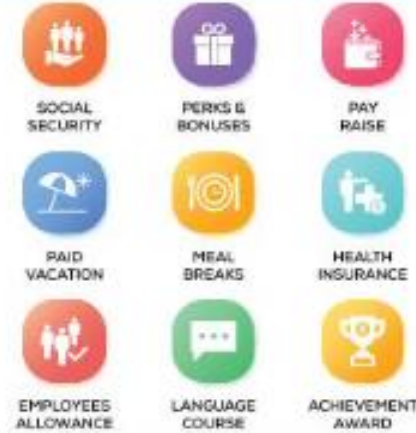 SOCIAL
SECURITY
PERKS &
BONUSES
PAY
RAISE
PAID
VACATION
MEAL
BREAKS
HEALTH
INSURANCE
EMPLOYEES
ALLOWANCE
LANGUAGE
COURSE
ACHIEVEMENT
AWARD